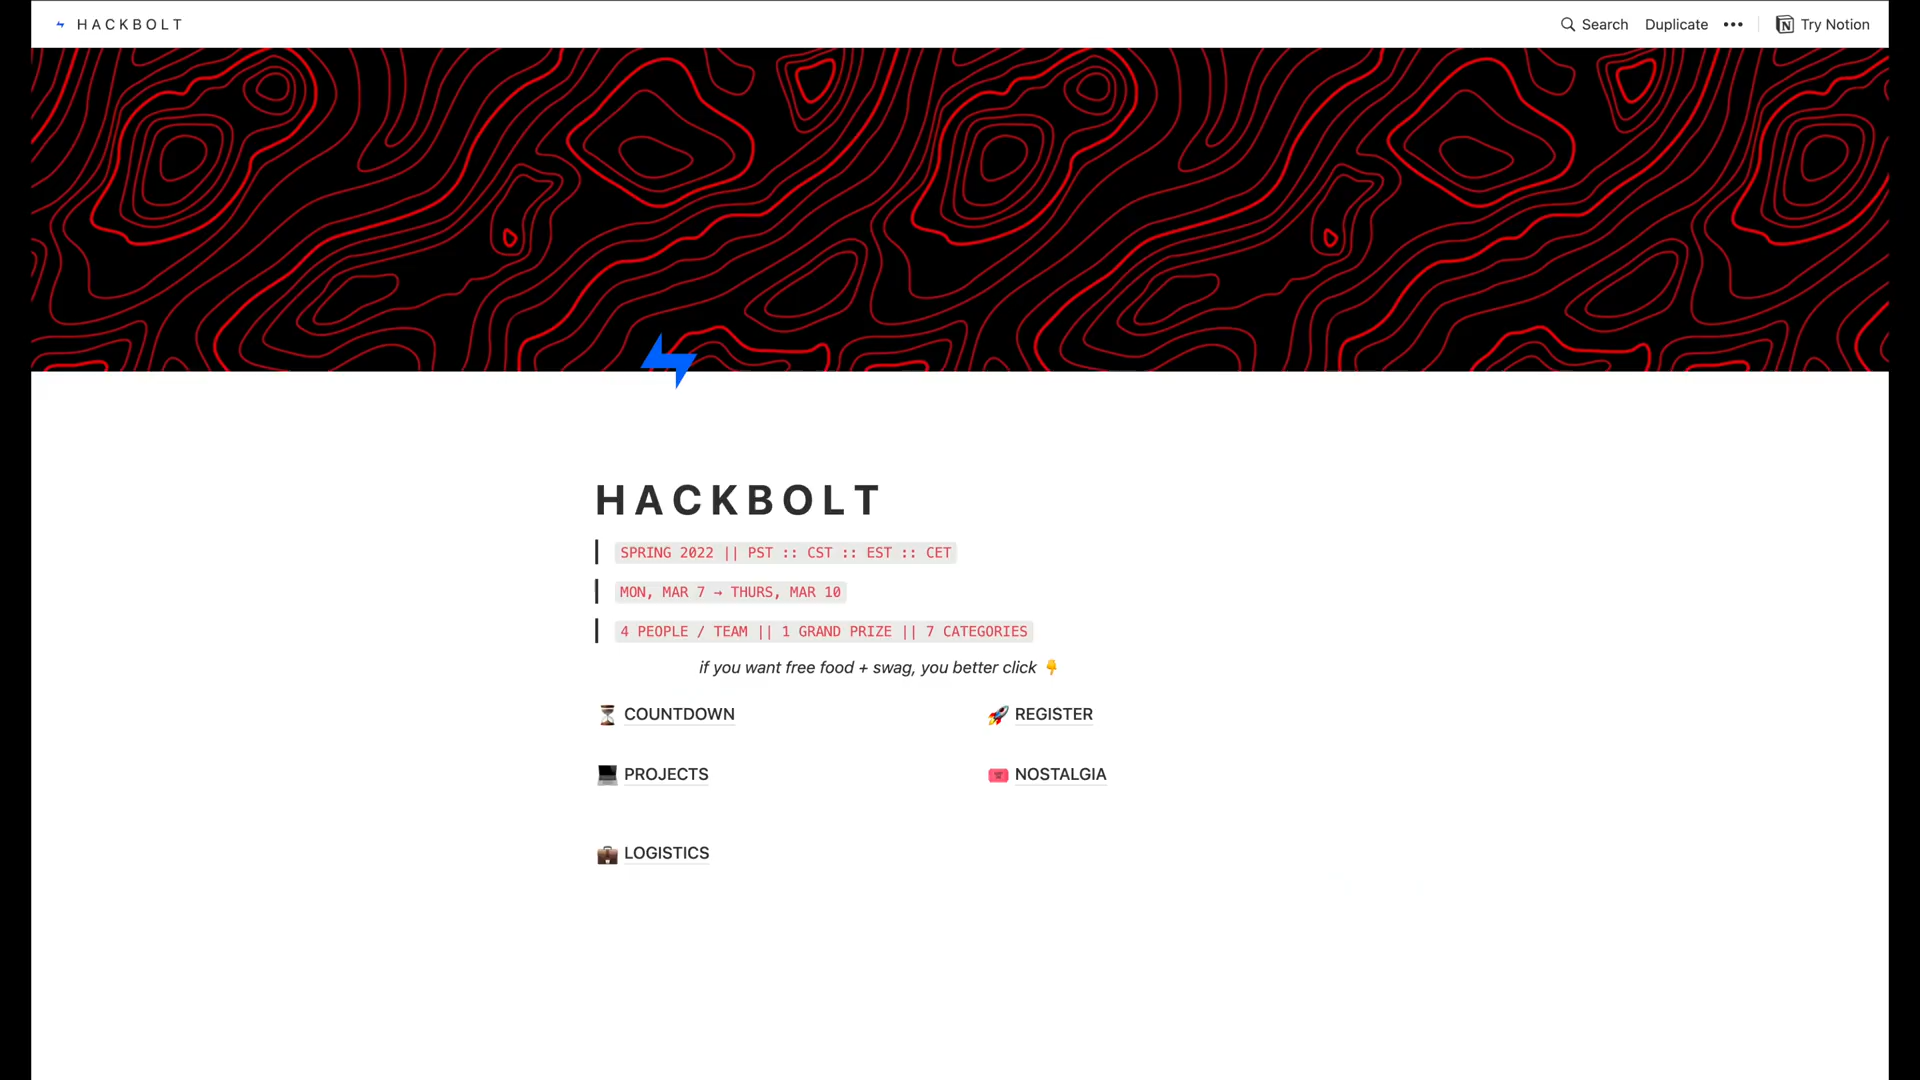 HACKBOLT
Search Duplicate ••• Try Notion
HACKBOLT
SPRING 2022 || PST :: CST :: EST :: CET
MON, MAR 7 → THURS, MAR 10
4 PEOPLE / TEAM || 1 GRAND PRIZE || 7 CATEGORIES
if you want free food + swag, you better click 👇
⏳ COUNTDOWN
🚀 REGISTER
💻 PROJECTS
🎟️ NOSTALGIA
💼 LOGISTICS